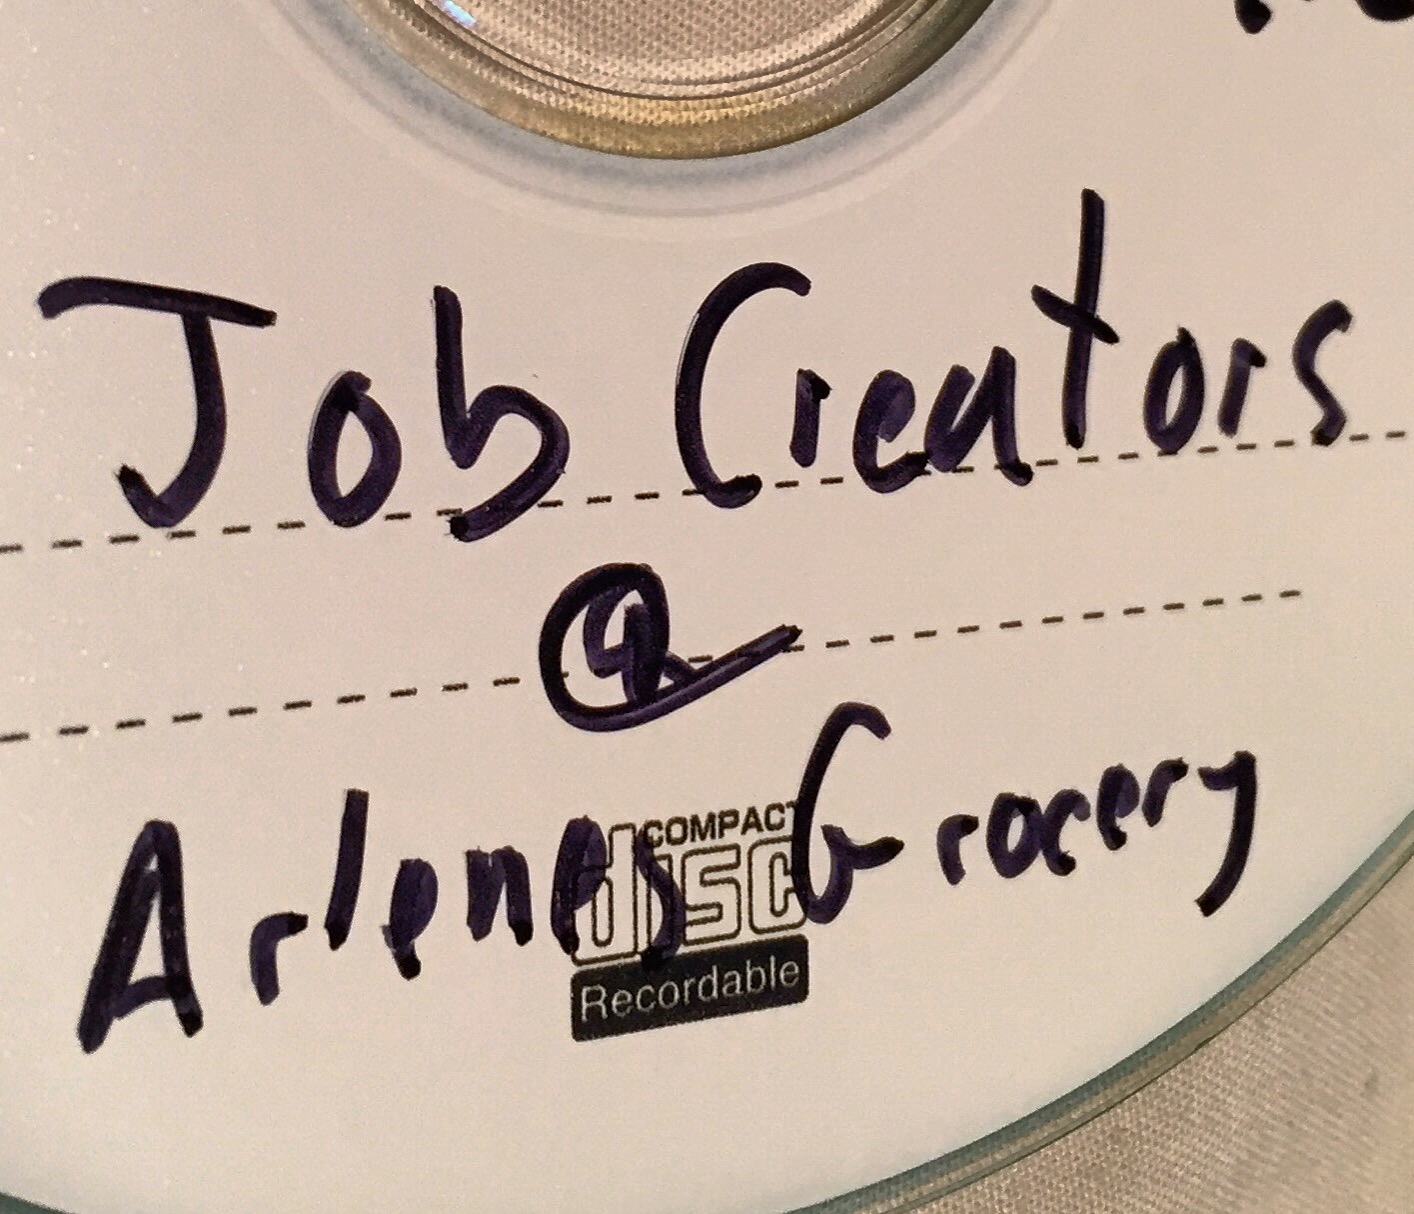 Job Creators
@
Arlenes Grocery
COMPACT
disc
Recordable